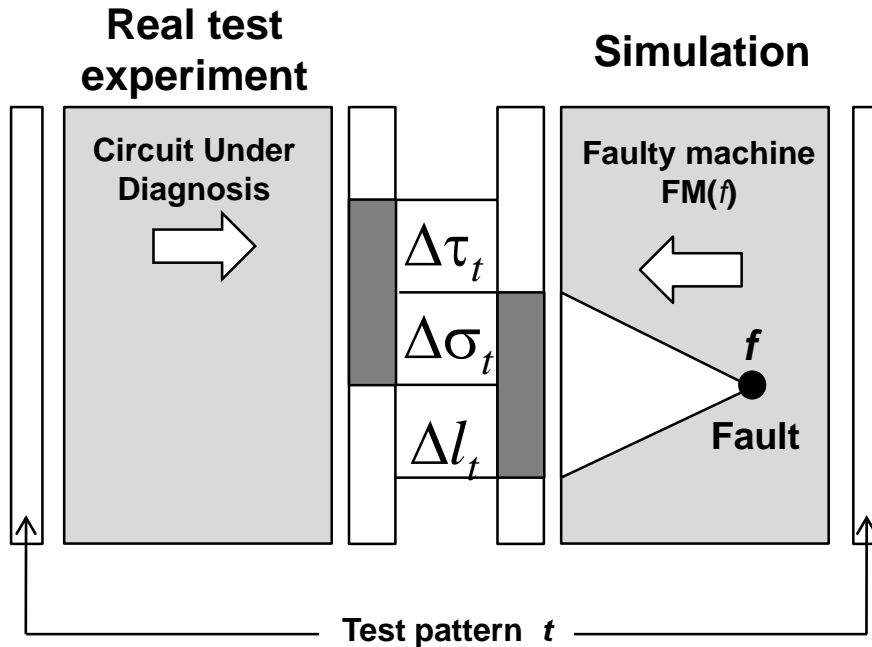 Real test
experiment
Simulation
Circuit Under
Diagnosis
Faulty machine
FM(f)
Δτt
Δσt
Δlt
f
Fault
Test pattern t